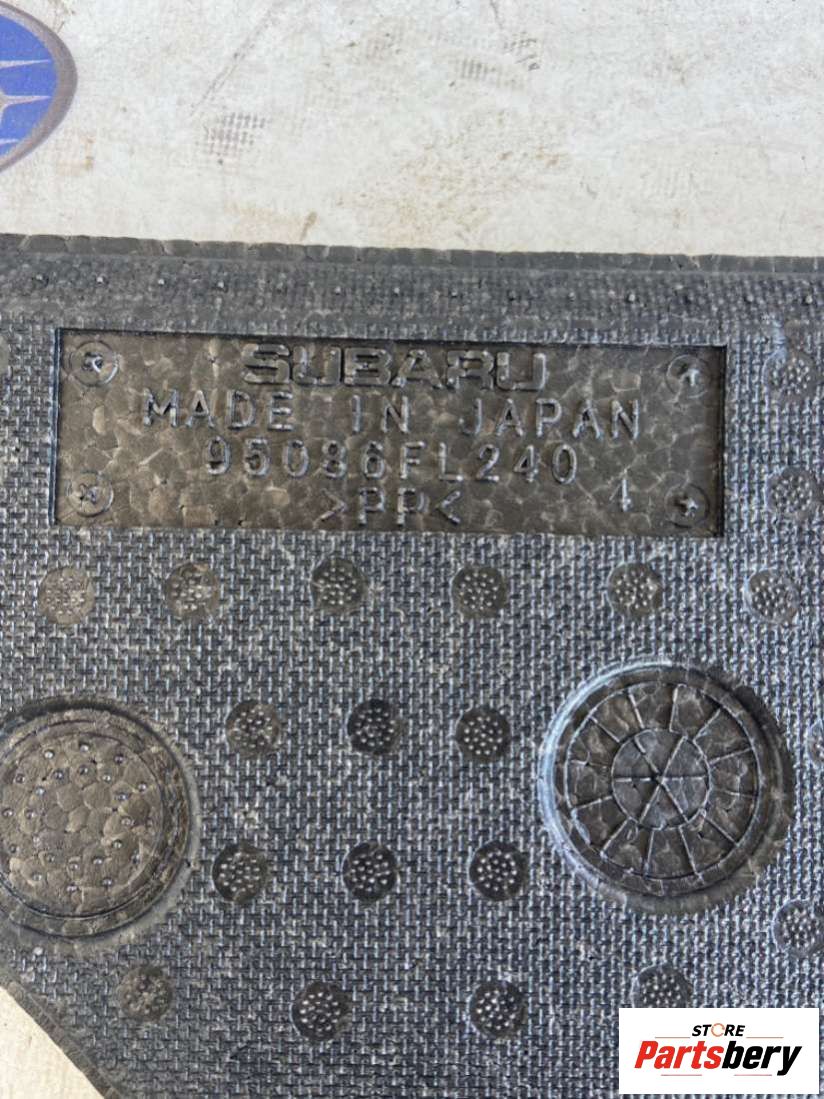 SUBARU
MADE IN JAPAN
95086FL240
>PP<
STORE
Partsbery